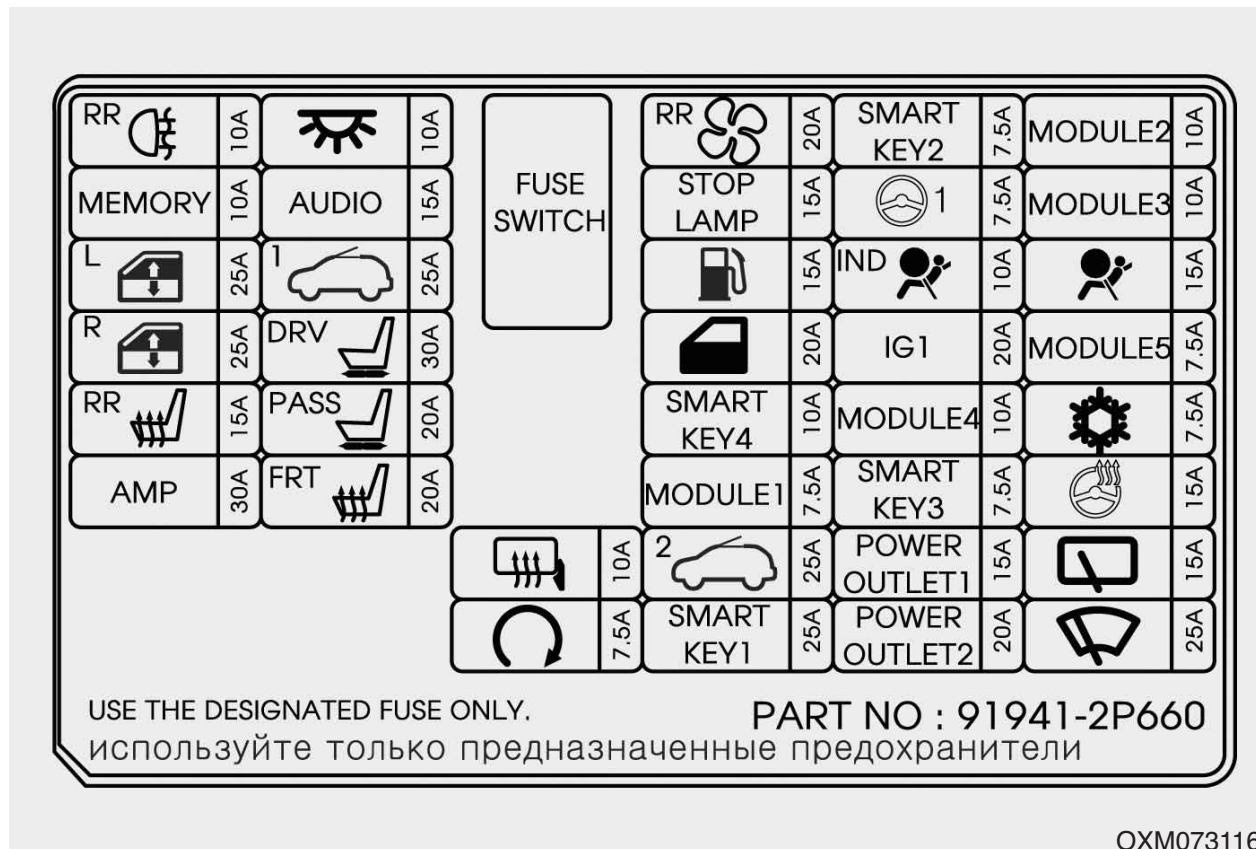 RR 10A 10A RR 20A SMART KEY2 7.5A MODULE2 10A
MEMORY 10A AUDIO 15A FUSE SWITCH STOP LAMP 15A 1 7.5A MODULE3 10A
L 25A 1 25A 15A IND 10A 15A
R 25A DRV 30A 20A IG1 20A MODULE5 7.5A
RR 15A PASS 20A SMART KEY4 10A MODULE4 10A 7.5A
AMP 30A FRT 20A MODULE1 7.5A SMART KEY3 7.5A 15A
10A 2 25A POWER OUTLET1 15A 15A
7.5A SMART KEY1 25A POWER OUTLET2 20A 25A
USE THE DESIGNATED FUSE ONLY. PART NO : 91941-2P660
используйте только предназначенные предохранители
OXM073116